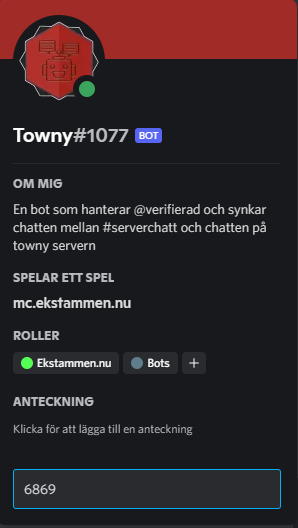 Towny#1077 BOT
OM MIG
En bot som hanterar @verifierad och synkar
chatten mellan #serverchatt och chatten på
towny servern
SPELAR ETT SPEL
mc.ekstammen.nu
ROLLER
Ekstammen.nu Bots +
ANTECKNING
Klicka för att lägga till en anteckning
6869